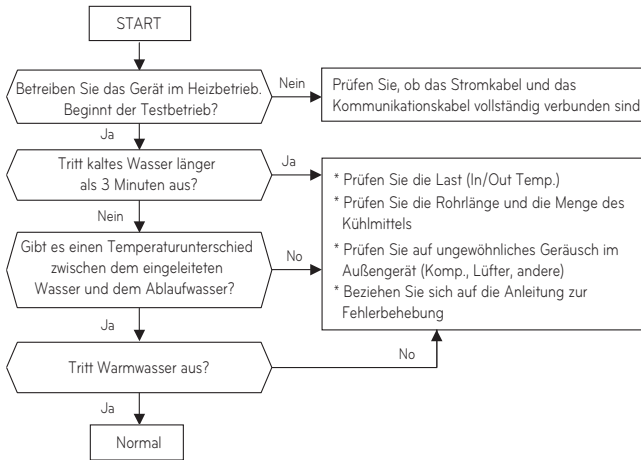 START
Betreiben Sie das Gerät im Heizbetrieb.
Beginnt der Testbetrieb?
Nein
Prüfen Sie, ob das Stromkabel und das
Kommunikationskabel vollständig verbunden sind
Ja
Tritt kaltes Wasser länger
als 3 Minuten aus?
Ja
* Prüfen Sie die Last (In/Out Temp.)
* Prüfen Sie die Rohrlänge und die Menge des
Kühlmittels
* Prüfen Sie auf ungewöhnliches Geräusch im
Außengerät (Komp., Lüfter, andere)
* Beziehen Sie sich auf die Anleitung zur
Fehlerbehebung
Nein
Gibt es einen Temperaturunterschied
zwischen dem eingeleiteten
Wasser und dem Ablaufwasser?
No
Ja
Tritt Warmwasser aus?
No
Ja
Normal